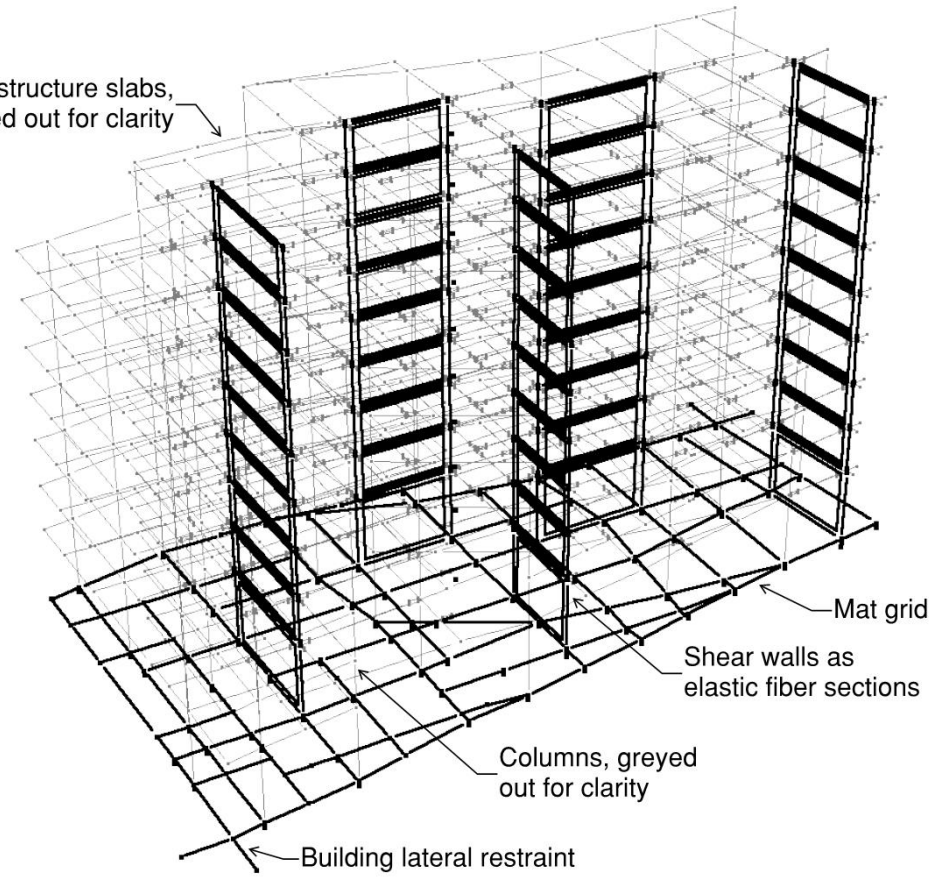 structure slabs,
ed out for clarity
Mat grid
Shear walls as
elastic fiber sections
Columns, greyed
out for clarity
Building lateral restraint